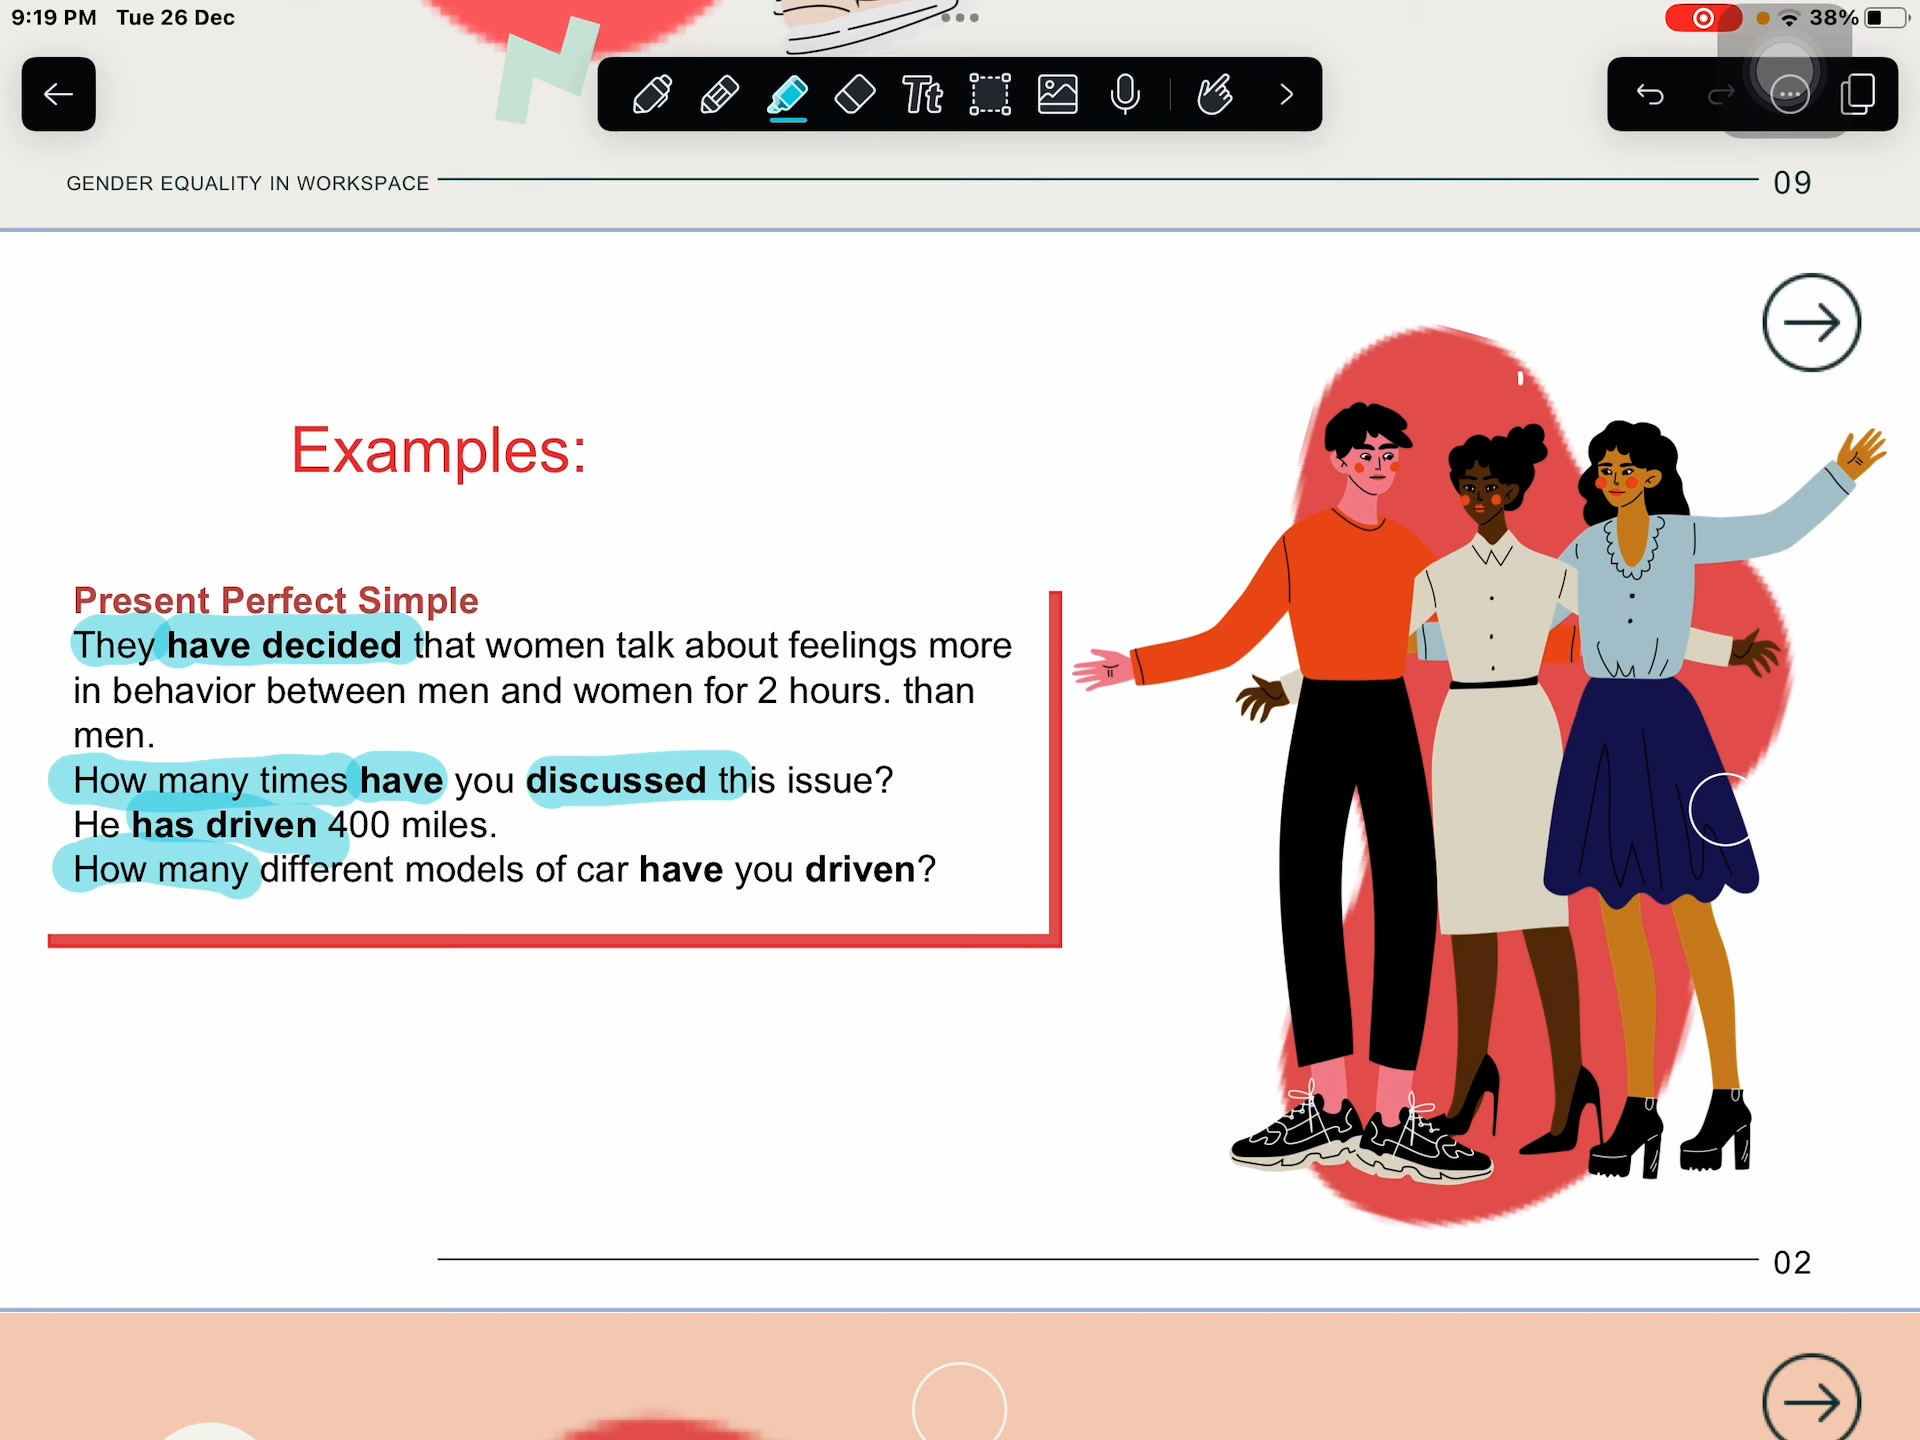 9:19 PM Tue 26 Dec
38%
Tt
GENDER EQUALITY IN WORKSPACE
09
Examples:
Present Perfect Simple
They have decided that women talk about feelings more
in behavior between men and women for 2 hours. than
men.
How many times have you discussed this issue?
He has driven 400 miles.
How many different models of car have you driven?
02